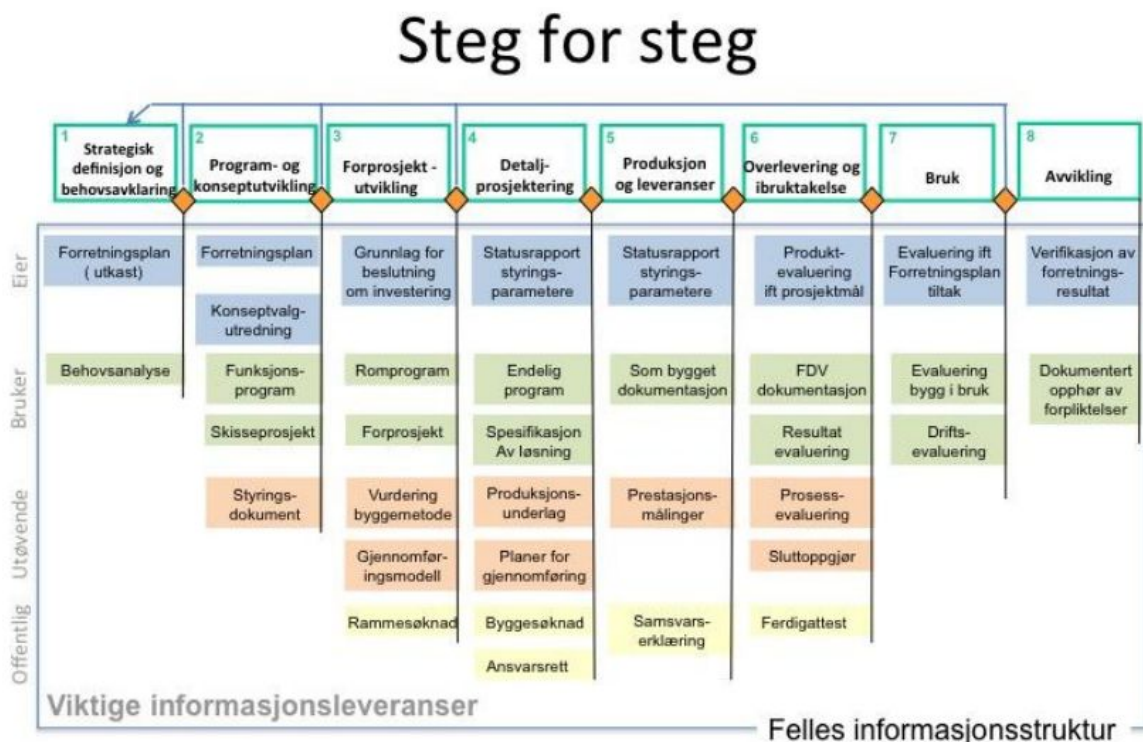 Steg for steg
1
Strategisk
definisjon og
behovsavklaring
2
Program- og
konseptutvikling
3
Forprosjekt -
utvikling
4
Detalj-
prosjektering
5
Produksjon
og leveranser
6
Overlevering og
ibruktakelse
7
Bruk
8
Avvikling
Eier
Forretningsplan
( utkast)
Forretningsplan
Konseptvalg-
utredning
Grunnlag for
beslutning
om investering
Statusrapport
styrings-
parametere
Statusrapport
styrings-
parametere
Produkt-
evaluering
ift prosjektmål
Evaluering ift
Forretningsplan
tiltak
Verifikasjon av
forretnings-
resultat
Bruker
Behovsanalyse
Funksjons-
program
Skisseprosjekt
Romprogram
Forprosjekt
Endelig
program
Spesifikasjon
Av løsning
Som bygget
dokumentasjon
FDV
dokumentasjon
Resultat
evaluering
Evaluering
bygg i bruk
Drifts-
evaluering
Dokumentert
opphør av
forpliktelser
Utøvende
Styrings-
dokument
Vurdering
byggemetode
Gjennomfør-
ingsmodell
Produksjons-
underlag
Planer for
gjennomføring
Prestasjons-
målinger
Prosess-
evaluering
Sluttoppgjør
Offentlig
Rammesøknad
Byggesøknad
Ansvarsrett
Samsvars-
erklæring
Ferdigattest
Viktige informasjonsleveranser
Felles informasjonsstruktur